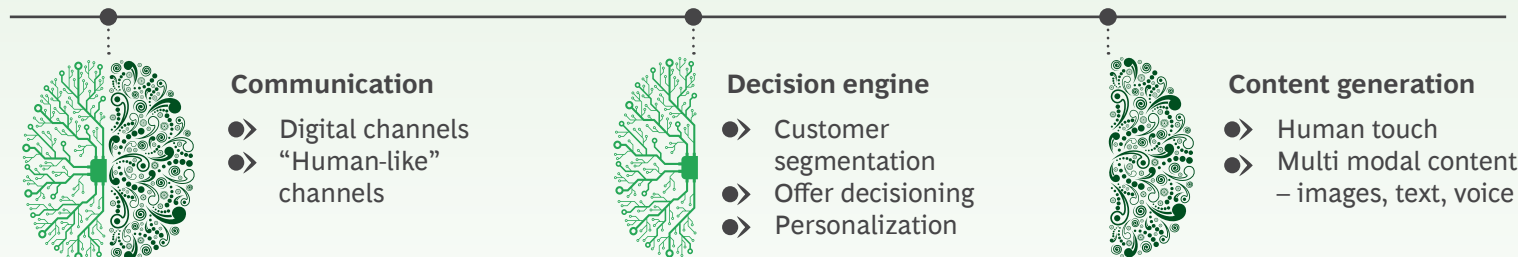 Communication
Digital channels
“Human-like”
channels
Decision engine
Customer
segmentation
Offer decisioning
Personalization
Content generation
Human touch
Multi modal content
– images, text, voice